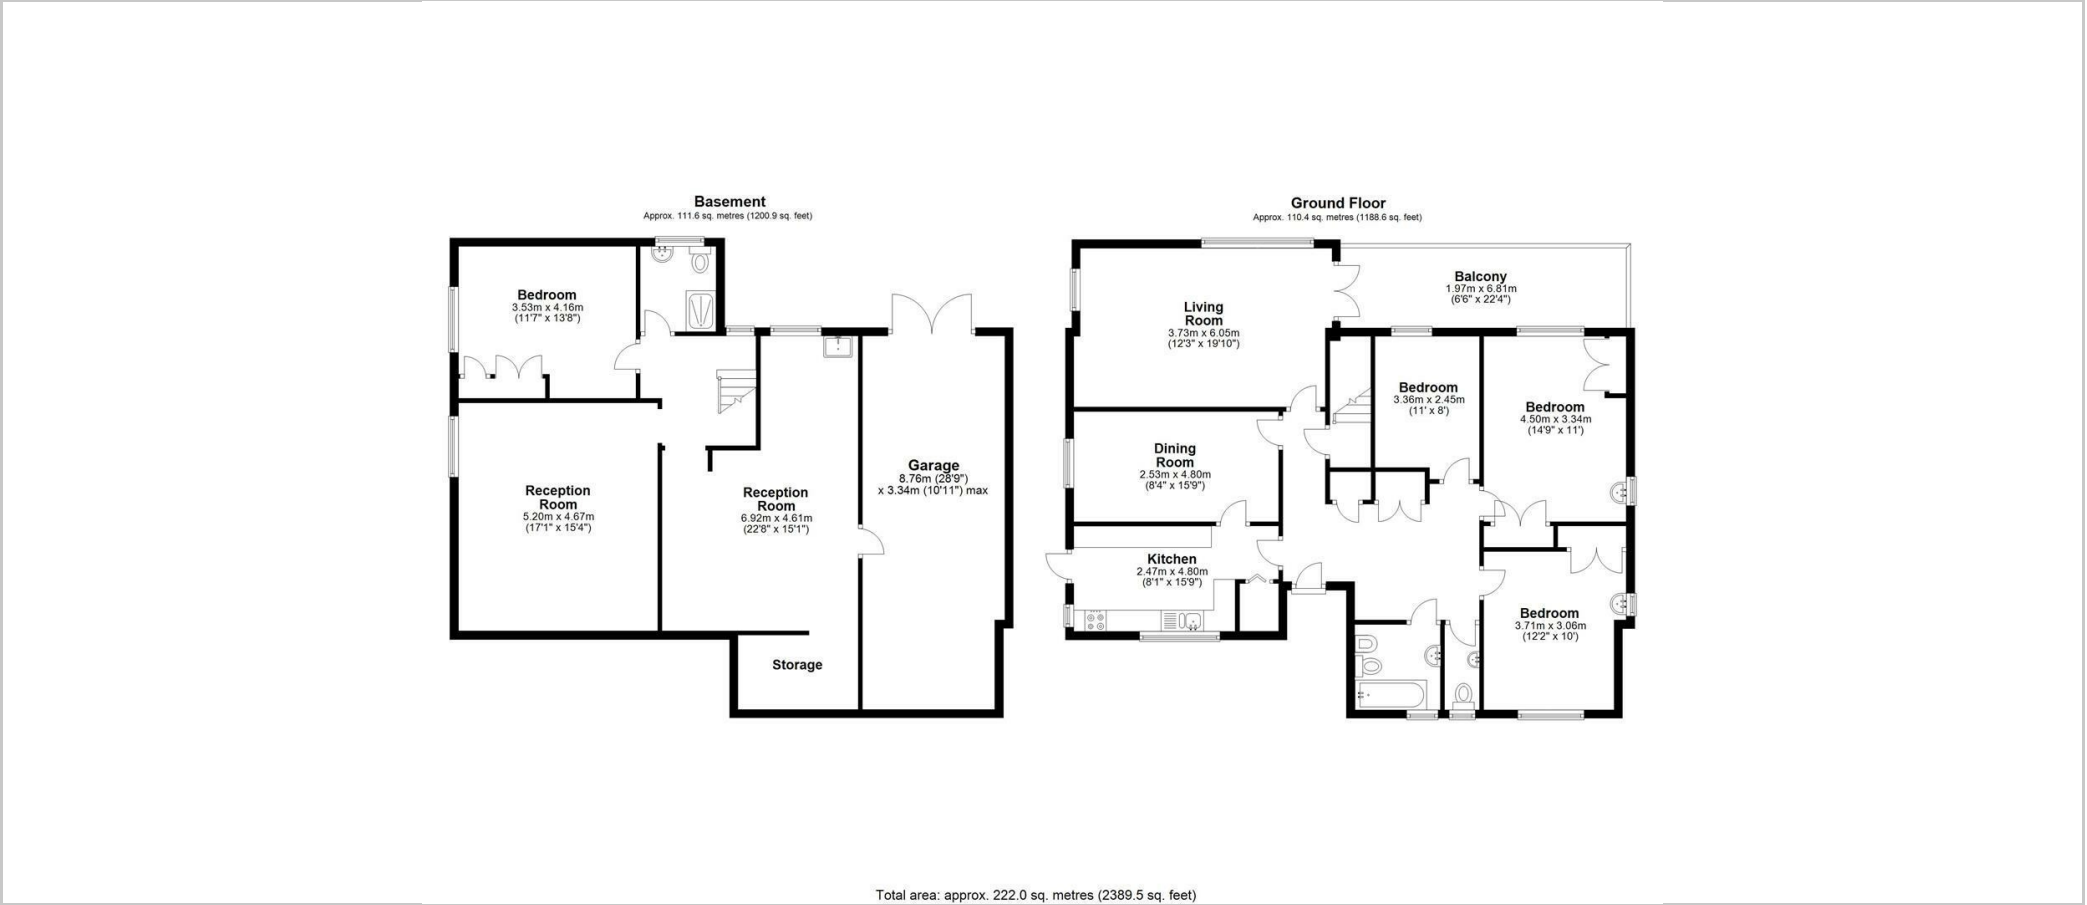 Basement
Approx. 111.6 sq. metres (1200.9 sq. feet)
Bedroom
3.53m x 4.16m
(11'7" x 13'8")
Reception
Room
5.20m x 4.67m
(17'1" x 15'4")
Reception
Room
6.92m x 4.61m
(22'8" x 15'1")
Garage
8.76m (28'9")
x 3.34m (10'11") max
Storage
Ground Floor
Approx. 110.4 sq. metres (1188.6 sq. feet)
Living
Room
3.73m x 6.05m
(12'3" x 19'10")
Balcony
1.97m x 6.81m
(6'6" x 22'4")
Bedroom
3.36m x 2.45m
(11' x 8')
Bedroom
4.50m x 3.34m
(14'9" x 11')
Dining
Room
2.53m x 4.80m
(8'4" x 15'9")
Kitchen
2.47m x 4.80m
(8'1" x 15'9")
Bedroom
3.71m x 3.06m
(12'2" x 10')
Total area: approx. 222.0 sq. metres (2389.5 sq. feet)